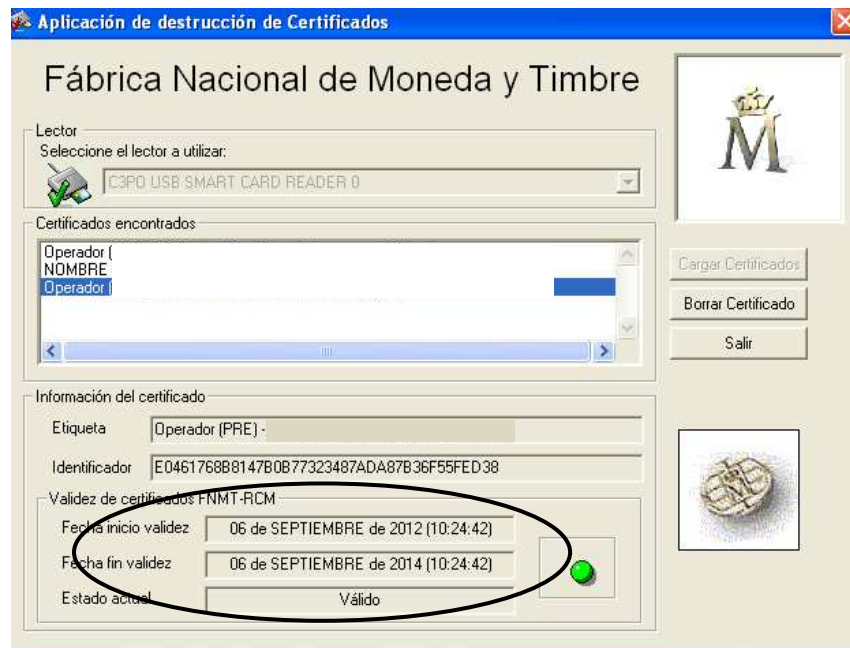 Aplicación de destrucción de Certificados
Fábrica Nacional de Moneda y Timbre
Lector
Seleccione el lector a utilizar:
C3PO USB SMART CARD READER 0
Certificados encontrados
Operador (
NOMBRE
Operador (
Cargar Certificados
Borrar Certificado
Salir
Información del certificado
Etiqueta Operador (PRE) -
Identificador E0461768B8147B0B77323487ADA87B36F55FED38
Validez de certificados FNMT-RCM
Fecha inicio validez 06 de SEPTIEMBRE de 2012 (10:24:42)
Fecha fin validez 06 de SEPTIEMBRE de 2014 (10:24:42)
Estado actual Válido